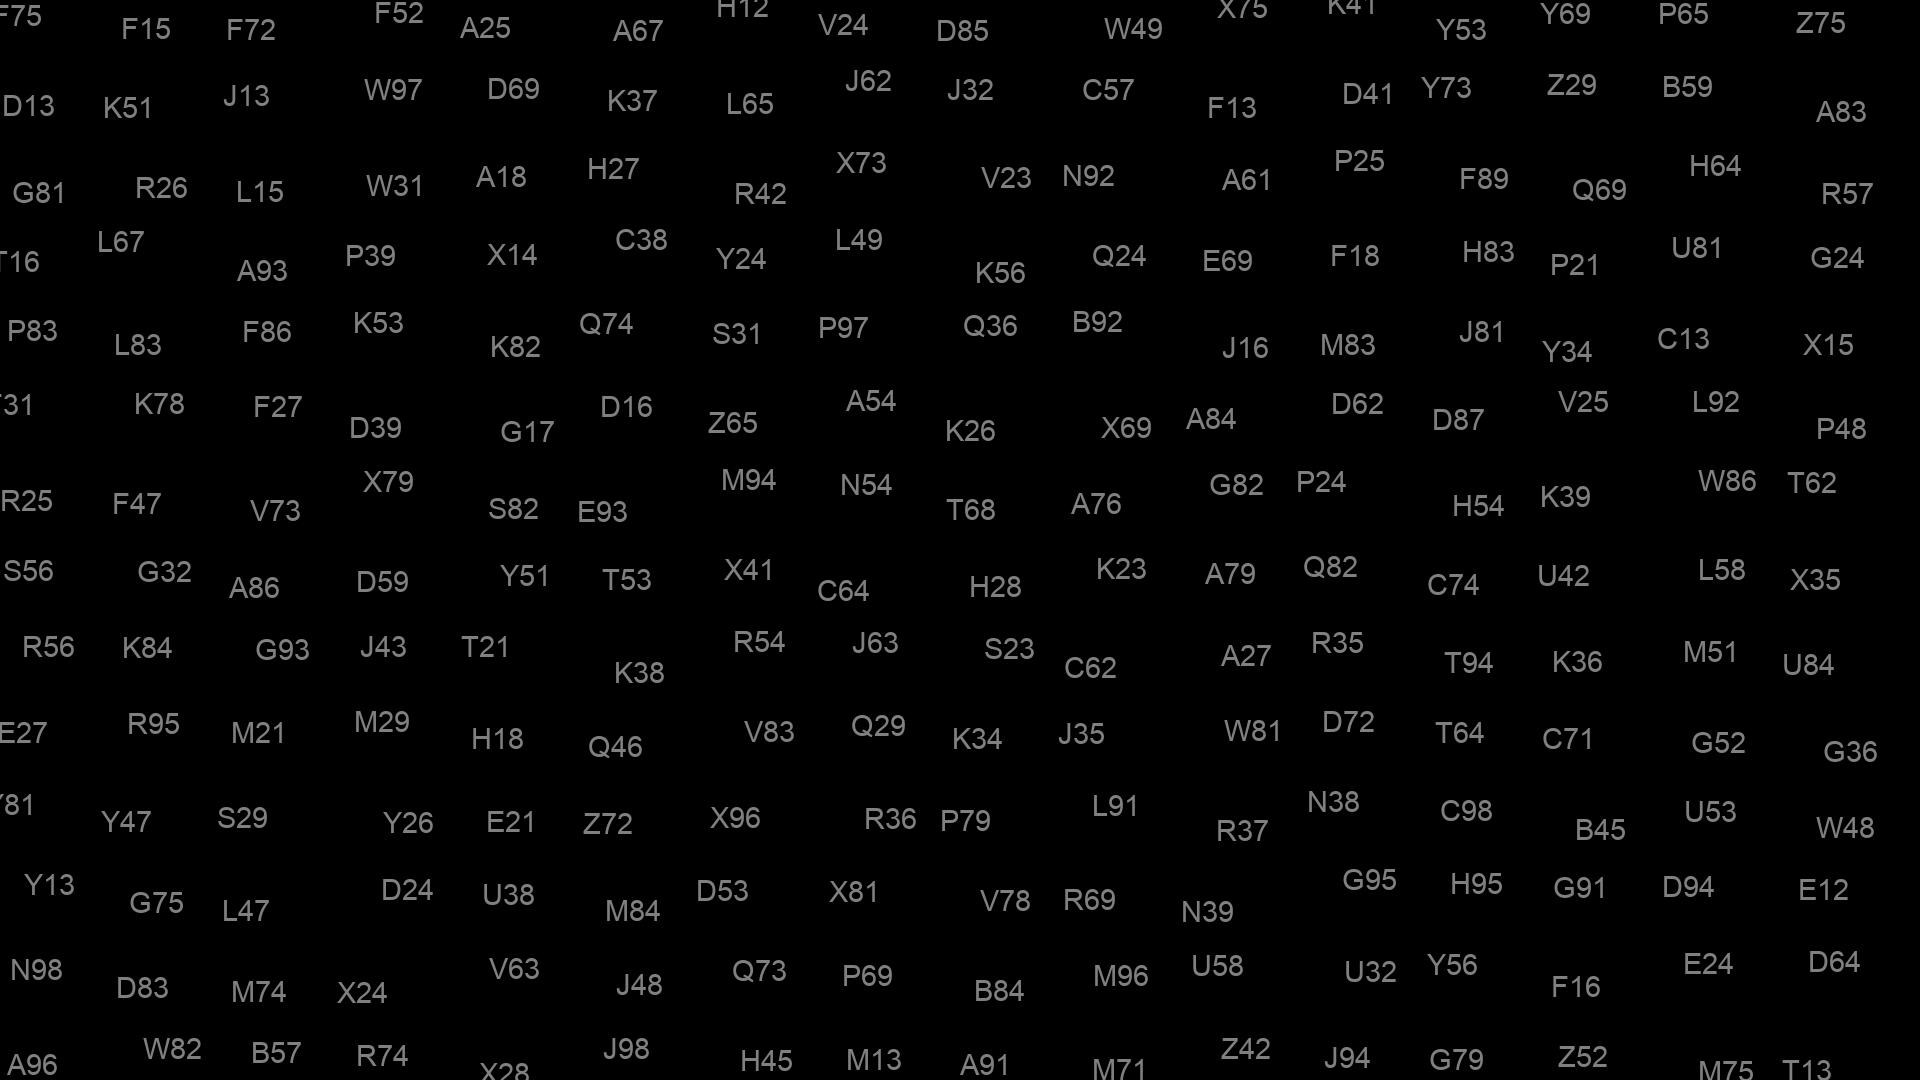 F75 F15 F72 F52 A25 A67 H12 V24 D85 W49 X75 K41 Y53 Y69 P65 Z75
D13 K51 J13 W97 D69 K37 L65 J62 J32 C57 F13 D41 Y73 Z29 B59 A83
G81 R26 L15 W31 A18 H27 R42 X73 V23 N92 A61 P25 F89 Q69 H64 R57
T16 L67 A93 P39 X14 C38 Y24 L49 K56 Q24 E69 F18 H83 P21 U81 G24
P83 L83 F86 K53 K82 Q74 S31 P97 Q36 B92 J16 M83 J81 Y34 C13 X15
31 K78 F27 D39 G17 D16 Z65 A54 K26 X69 A84 D62 D87 V25 L92 P48
R25 F47 V73 X79 S82 E93 M94 N54 T68 A76 G82 P24 H54 K39 W86 T62
S56 G32 A86 D59 Y51 T53 X41 C64 H28 K23 A79 Q82 C74 U42 L58 X35
R56 K84 G93 J43 T21 K38 R54 J63 S23 C62 A27 R35 T94 K36 M51 U84
E27 R95 M21 M29 H18 Q46 V83 Q29 K34 J35 W81 D72 T64 C71 G52 G36
81 Y47 S29 Y26 E21 Z72 X96 R36 P79 L91 R37 N38 C98 B45 U53 W48
Y13 G75 L47 D24 U38 M84 D53 X81 V78 R69 N39 G95 H95 G91 D94 E12
N98 D83 M74 X24 V63 J48 Q73 P69 B84 M96 U58 U32 Y56 F16 E24 D64
A96 W82 B57 R74 X28 J98 H45 M13 A91 M71 Z42 J94 G79 Z52 M75 T13